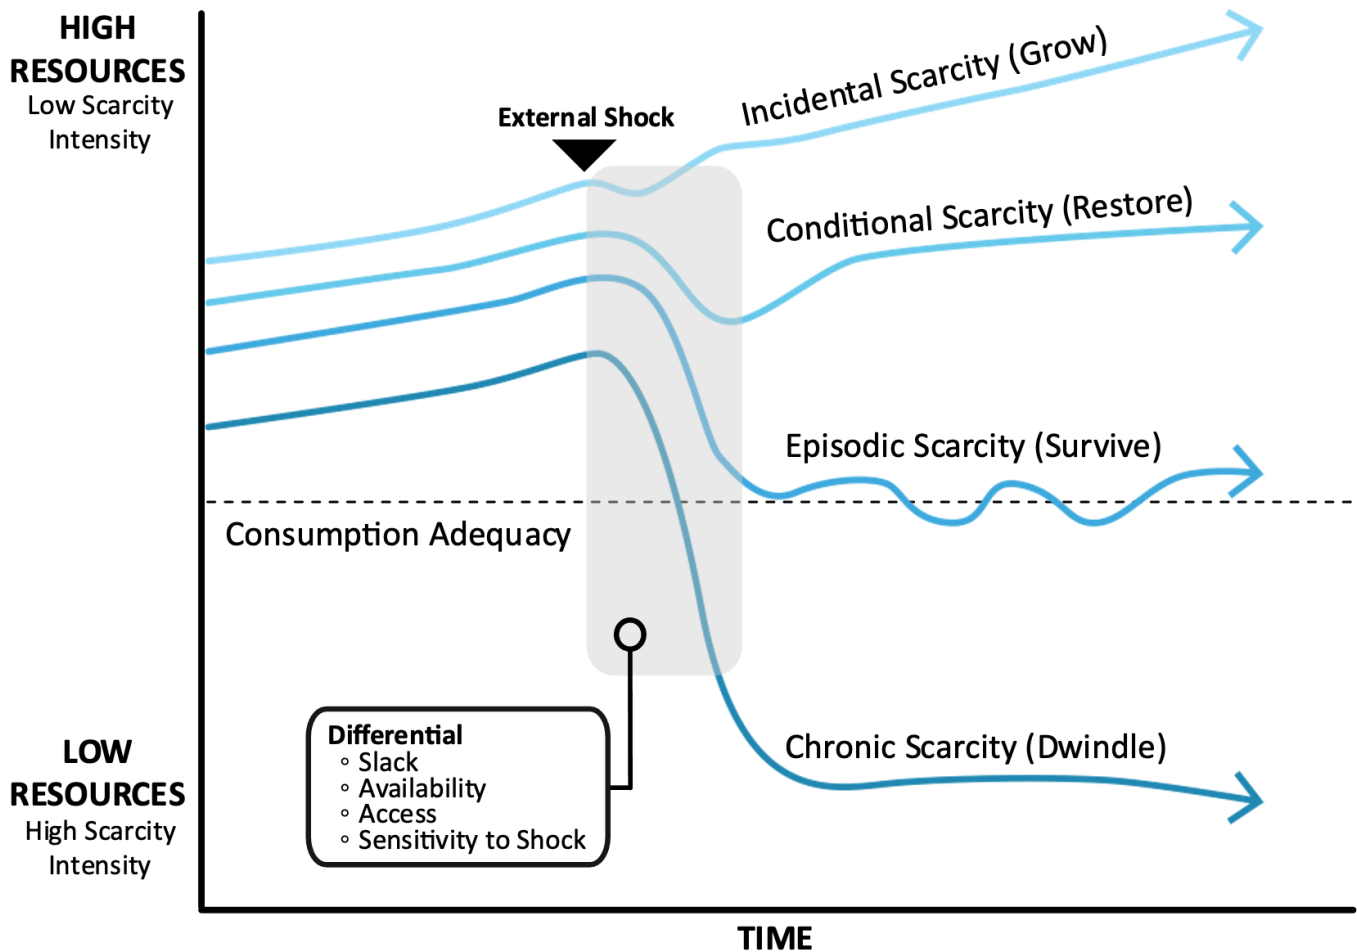 HIGH
RESOURCES
Low Scarcity
Intensity
External Shock
Incidental Scarcity (Grow)
Conditional Scarcity (Restore)
Episodic Scarcity (Survive)
Consumption Adequacy
Differential
◦ Slack
◦ Availability
◦ Access
◦ Sensitivity to Shock
Chronic Scarcity (Dwindle)
LOW
RESOURCES
High Scarcity
Intensity
TIME